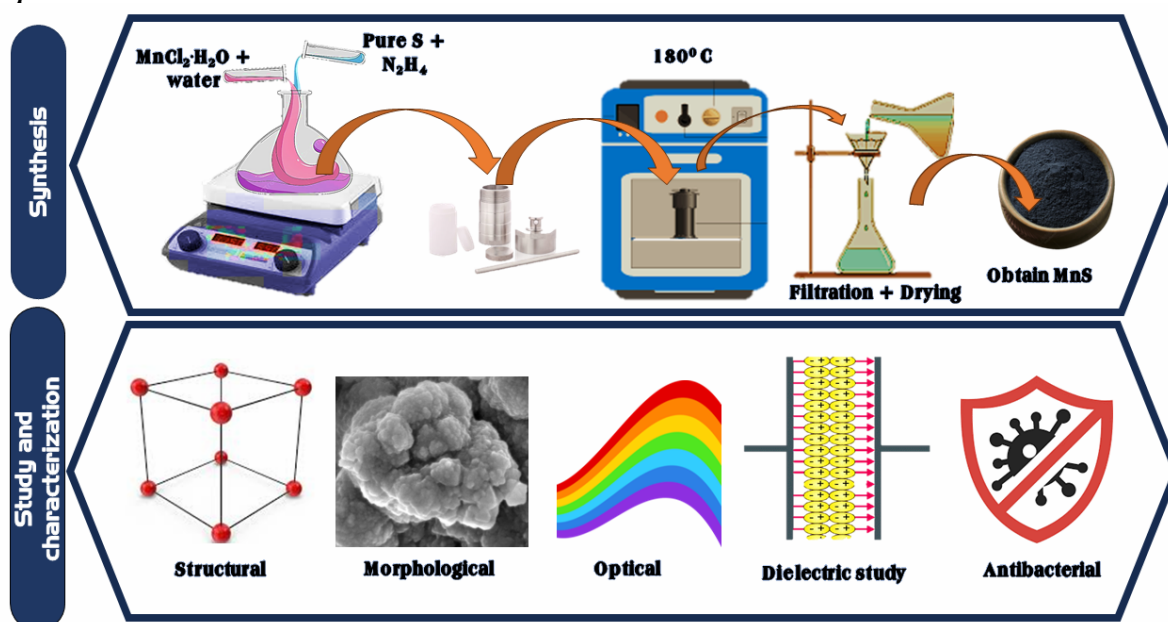 Synthesis
MnCl₂·H₂O +
water
Pure S +
N₂H₄
180⁰ C
Filtration + Drying
Obtain MnS
Study and
characterization
Structural
Morphological
Optical
Dielectric study
Antibacterial